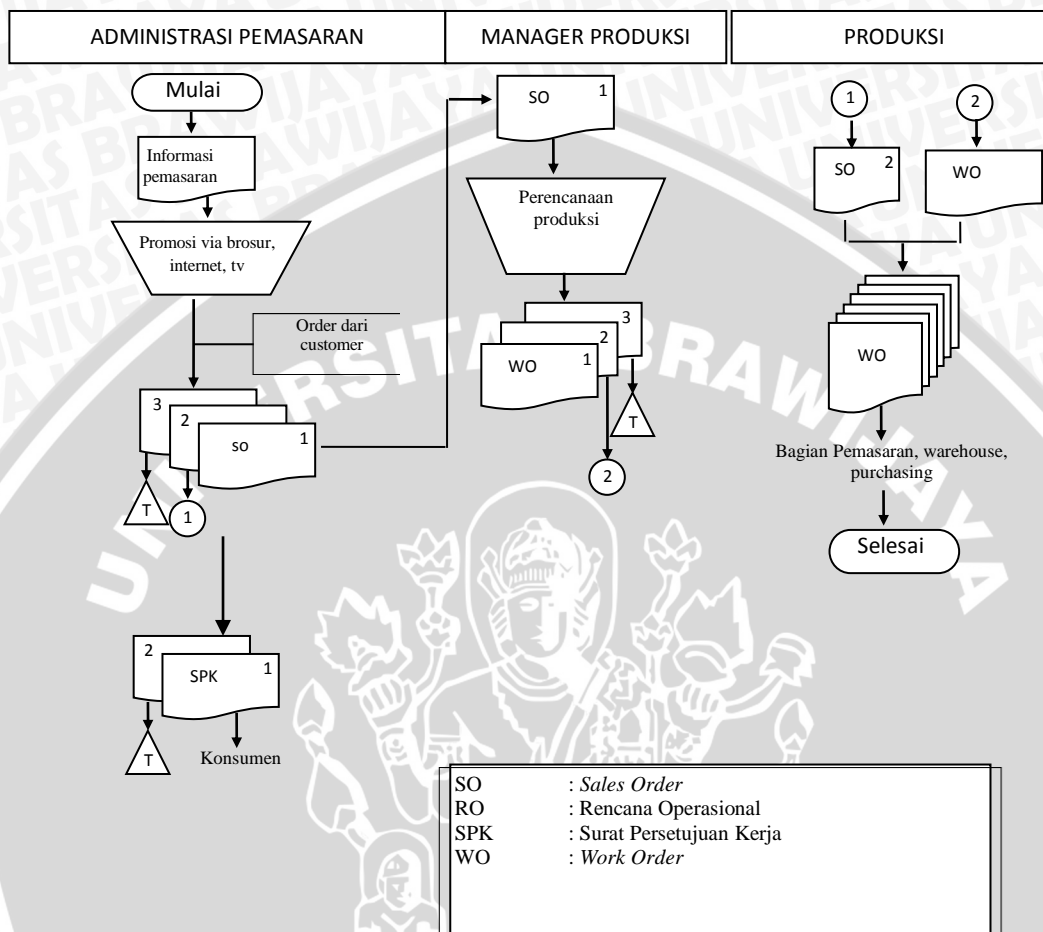 ADMINISTRASI PEMASARAN
MANAGER PRODUKSI
PRODUKSI
Mulai
Informasi
pemasaran
Promosi via brosur,
internet, tv
Order dari
customer
3
2
so 1
T
1
2
SPK 1
T
Konsumen
SO 1
Perencanaan
produksi
3
2
WO 1
T
2
1
2
SO 2
WO
WO
Bagian Pemasaran, warehouse,
purchasing
Selesai
SO : Sales Order
RO : Rencana Operasional
SPK : Surat Persetujuan Kerja
WO : Work Order
UNIVERSITAS BRAWIJAYA